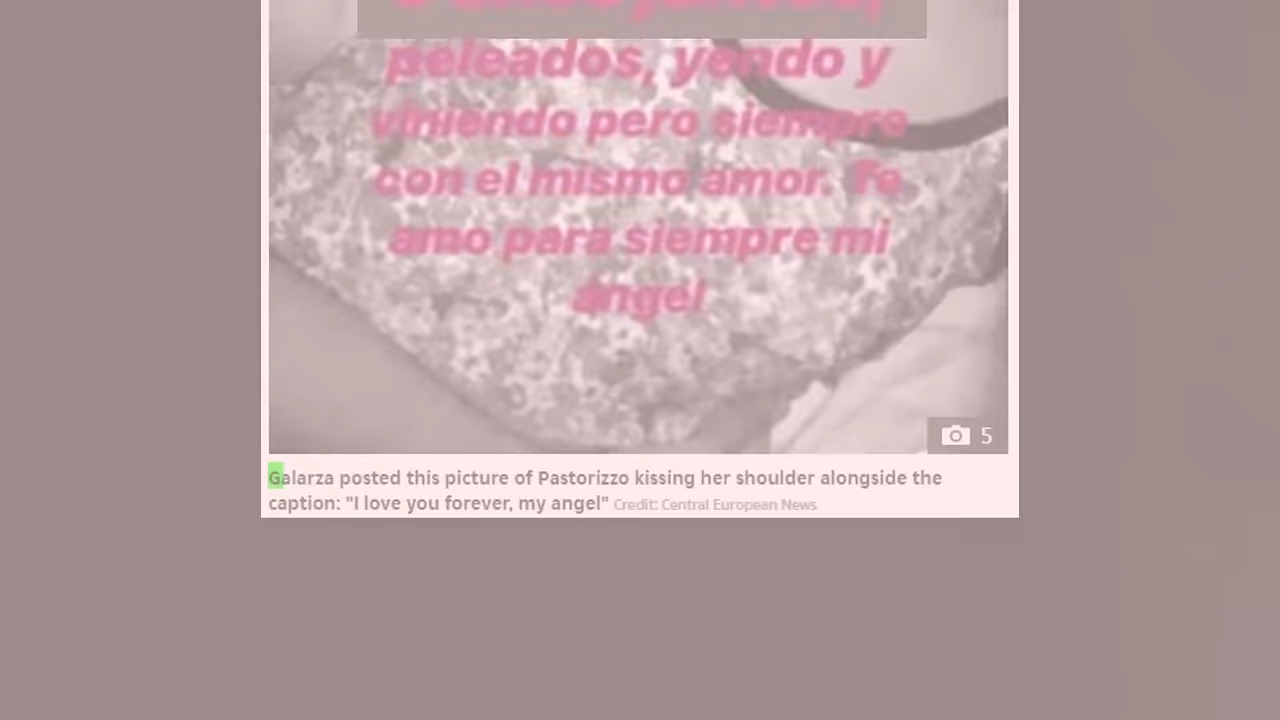 peleados, yendo y
viniendo pero siempre
con el mismo amor. Te
amo para siempre mi
ángel
5
Galarza posted this picture of Pastorizzo kissing her shoulder alongside the
caption: "I love you forever, my angel" Credit: Central European News